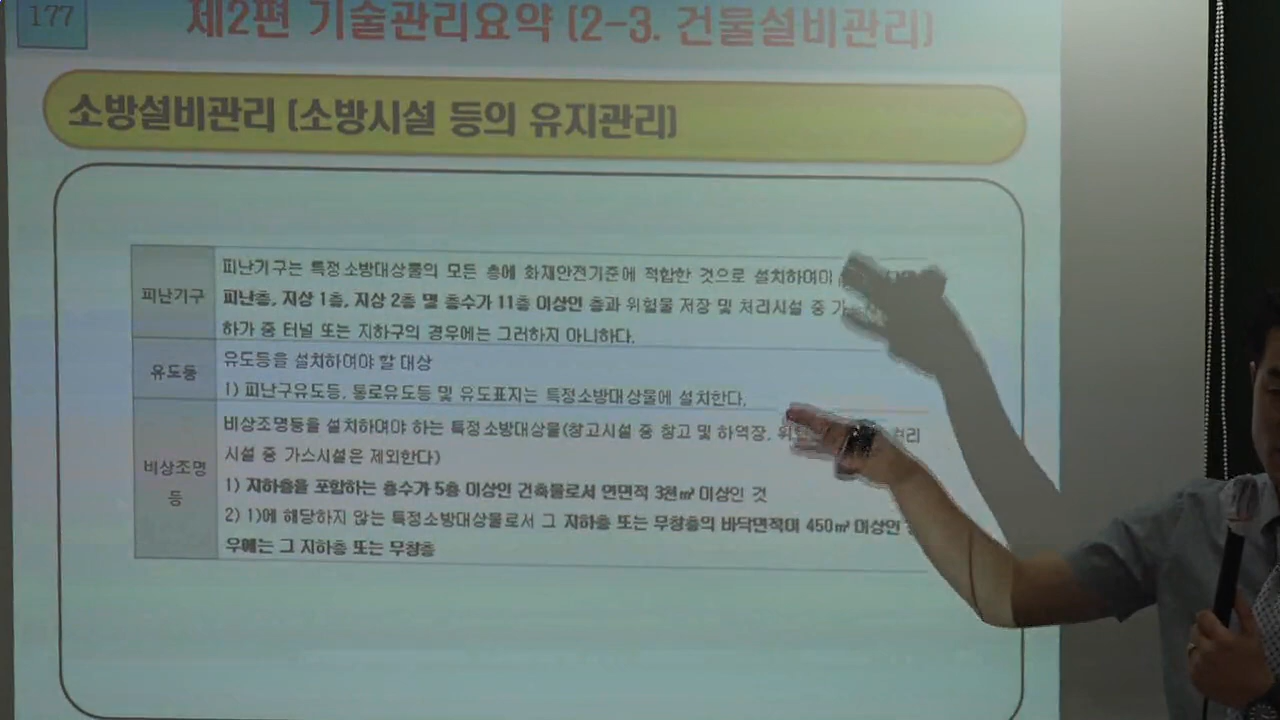 177
제2편 기술관리요약 (2-3. 건물설비관리)
소방설비관리 (소방시설 등의 유지관리)
피난기구
피난기구는 특정소방대상물의 모든 층에 화재안전기준에 적합한 것으로 설치하여야
피난층, 지상 1층, 지상 2층 및 층수가 11층 이상인 층과 위험물 저장 및 처리시설 중 가
하가 중 터널 또는 지하구의 경우에는 그러하지 아니하다.
유도등
유도등을 설치하여야 할 대상
1) 피난구유도등, 통로유도등 및 유도표지는 특정소방대상물에 설치한다.
비상조명
등
비상조명등을 설치하여야 하는 특정소방대상물(창고시설 중 창고 및 하역장,
시설 중 가스시설은 제외한다)
1) 지하층을 포함하는 층수가 5층 이상인 건축물로서 연면적 3천㎡ 이상인 것
2) 1)에 해당하지 않는 특정소방대상물로서 그 지하층 또는 무창층의 바닥면적이 450㎡ 이상인
우에는 그 지하층 또는 무창층